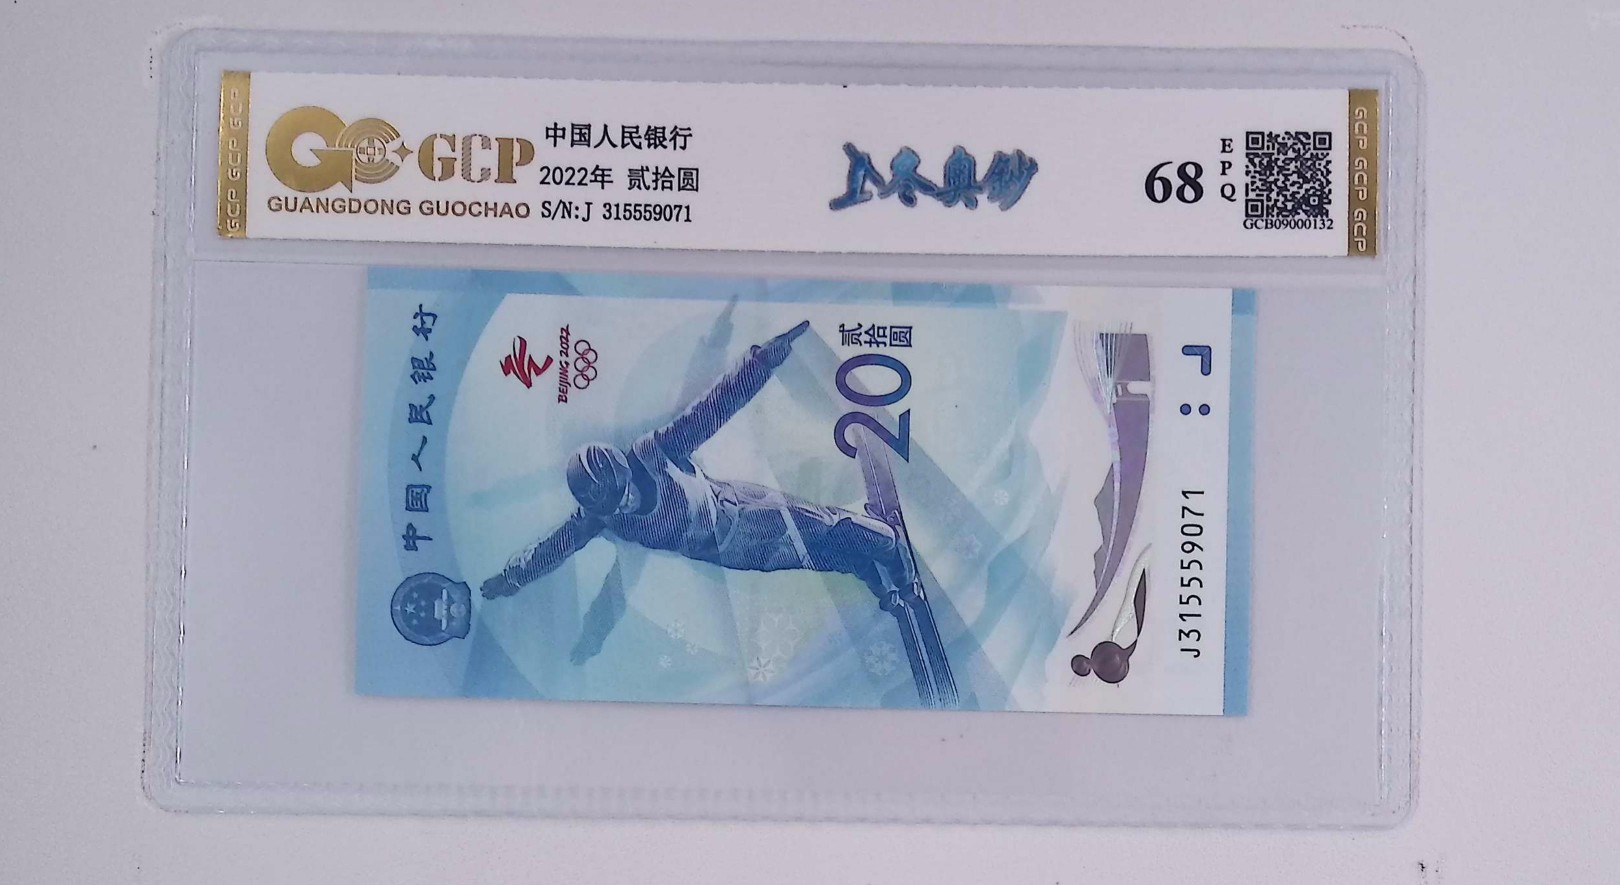 GCP
中国人民银行
2022年 贰拾圆
GUANGDONG GUOCHAO
S/N:J 315559071
冬奥钞
68
EPQ
GCB09000132
GCP GCP GCP
GCP GCP GCP
中国人民银行
BEIJING 2022
贰拾圆
20
J315559071